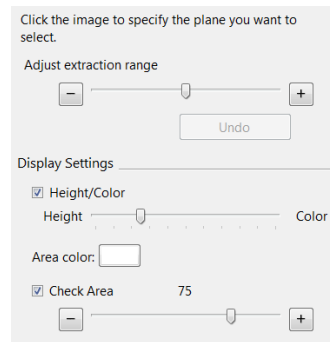 Click the image to specify the plane you want to
select.
Adjust extraction range
− +
Undo
Display Settings
Height/Color
Height Color
Area color:
Check Area 75
− +